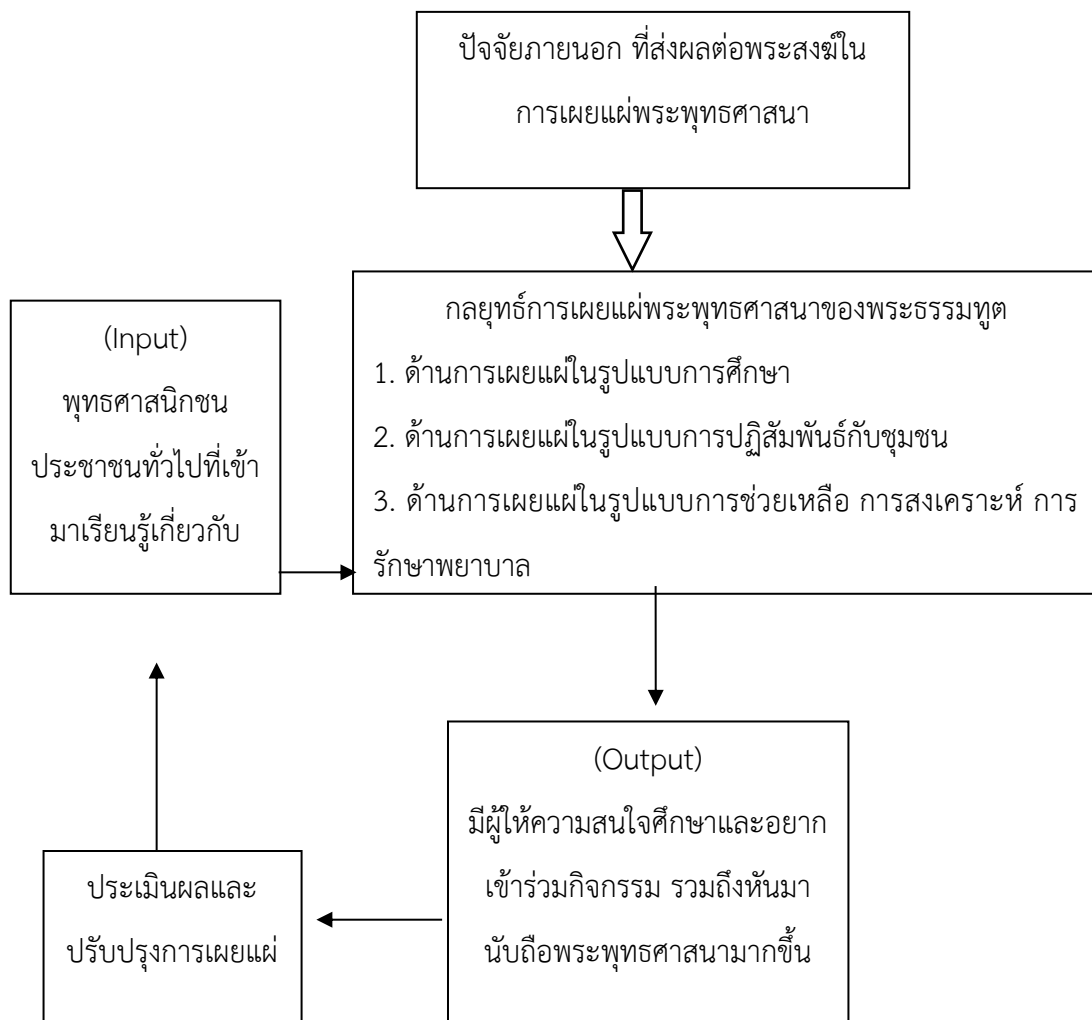 ปัจจัยภายนอก ที่ส่งผลต่อพระสงฆ์ใน
การเผยแผ่พระพุทธศาสนา
กลยุทธ์การเผยแผ่พระพุทธศาสนาของพระธรรมทูต
1. ด้านการเผยแผ่ในรูปแบบการศึกษา
2. ด้านการเผยแผ่ในรูปแบบการปฏิสัมพันธ์กับชุมชน
3. ด้านการเผยแผ่ในรูปแบบการช่วยเหลือ การสงเคราะห์ การ
รักษาพยาบาล
(Input)
พุทธศาสนิกชน
ประชาชนทั่วไปที่เข้า
มาเรียนรู้เกี่ยวกับ
(Output)
มีผู้ให้ความสนใจศึกษาและอยาก
เข้าร่วมกิจกรรม รวมถึงหันมา
นับถือพระพุทธศาสนามากขึ้น
ประเมินผลและ
ปรับปรุงการเผยแผ่